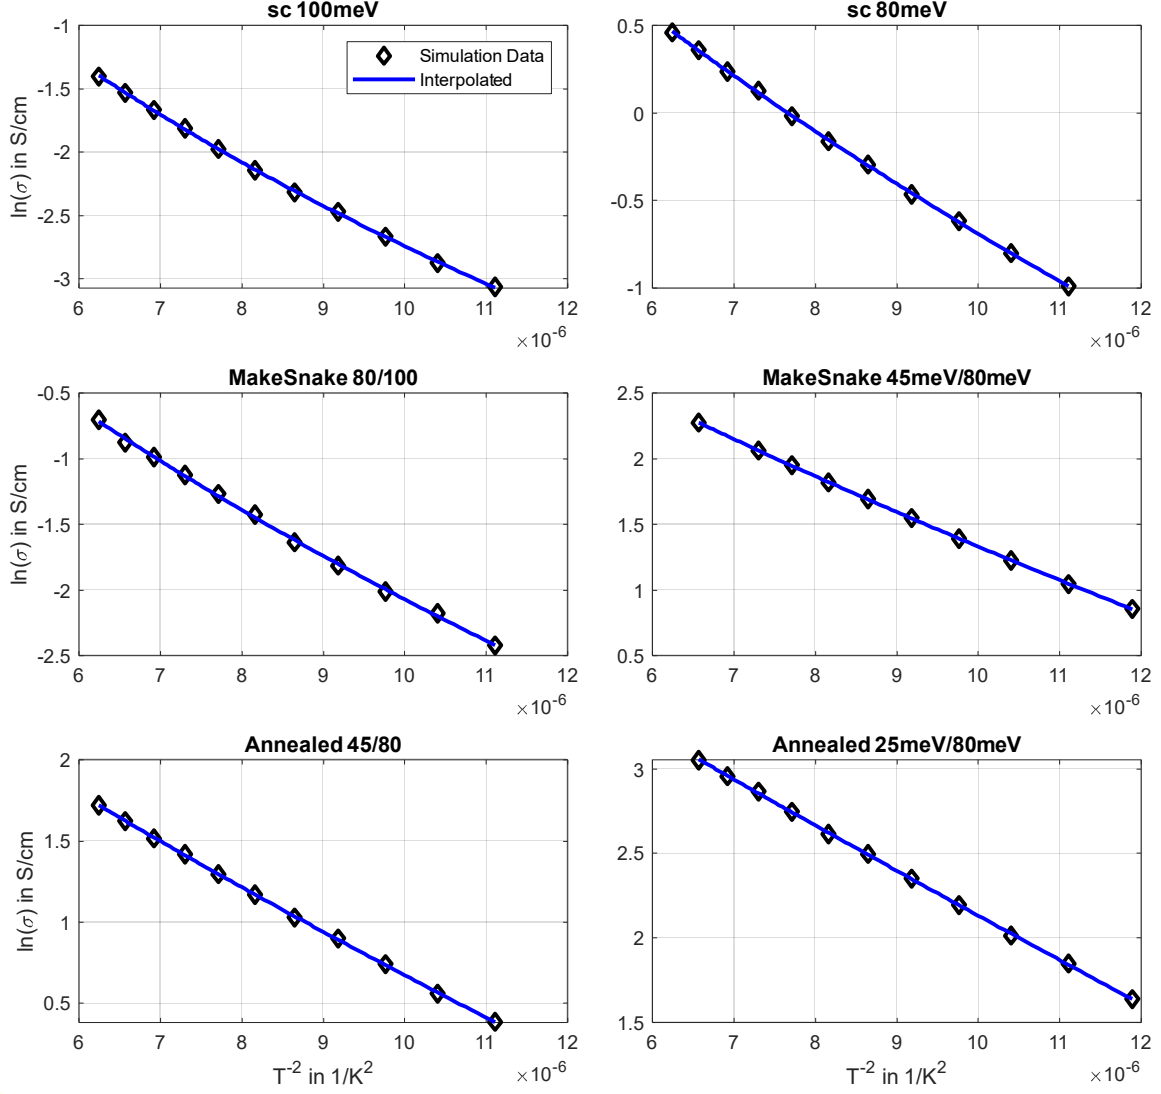 sc 100meV
-1
-1.5
-2
-2.5
-3
ln(σ) in S/cm
Simulation Data
Interpolated
6 7 8 9 10 11 12
×10⁻⁶
sc 80meV
0.5
0
-0.5
-1
6 7 8 9 10 11 12
×10⁻⁶
MakeSnake 80/100
-0.5
-1
-1.5
-2
-2.5
ln(σ) in S/cm
6 7 8 9 10 11 12
×10⁻⁶
MakeSnake 45meV/80meV
2.5
2
1.5
1
0.5
6 7 8 9 10 11 12
×10⁻⁶
Annealed 45/80
2
1.5
1
0.5
ln(σ) in S/cm
6 7 8 9 10 11 12
T⁻² in 1/K²
×10⁻⁶
Annealed 25meV/80meV
3
2.5
2
1.5
6 7 8 9 10 11 12
T⁻² in 1/K²
×10⁻⁶